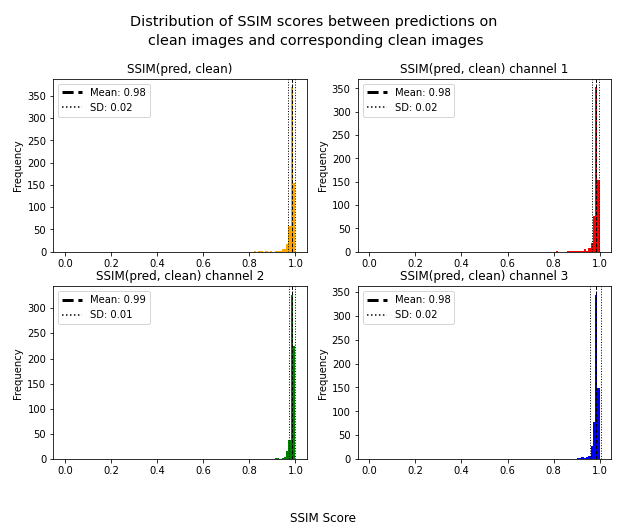 Distribution of SSIM scores between predictions on
clean images and corresponding clean images
SSIM(pred, clean)
Mean: 0.98
SD: 0.02
Frequency
350
300
250
200
150
100
50
0
0.0 0.2 0.4 0.6 0.8 1.0
SSIM(pred, clean) channel 1
Mean: 0.98
SD: 0.02
Frequency
350
300
250
200
150
100
50
0
0.0 0.2 0.4 0.6 0.8 1.0
SSIM(pred, clean) channel 2
Mean: 0.99
SD: 0.01
Frequency
300
250
200
150
100
50
0
0.0 0.2 0.4 0.6 0.8 1.0
SSIM(pred, clean) channel 3
Mean: 0.98
SD: 0.02
Frequency
350
300
250
200
150
100
50
0
0.0 0.2 0.4 0.6 0.8 1.0
SSIM Score